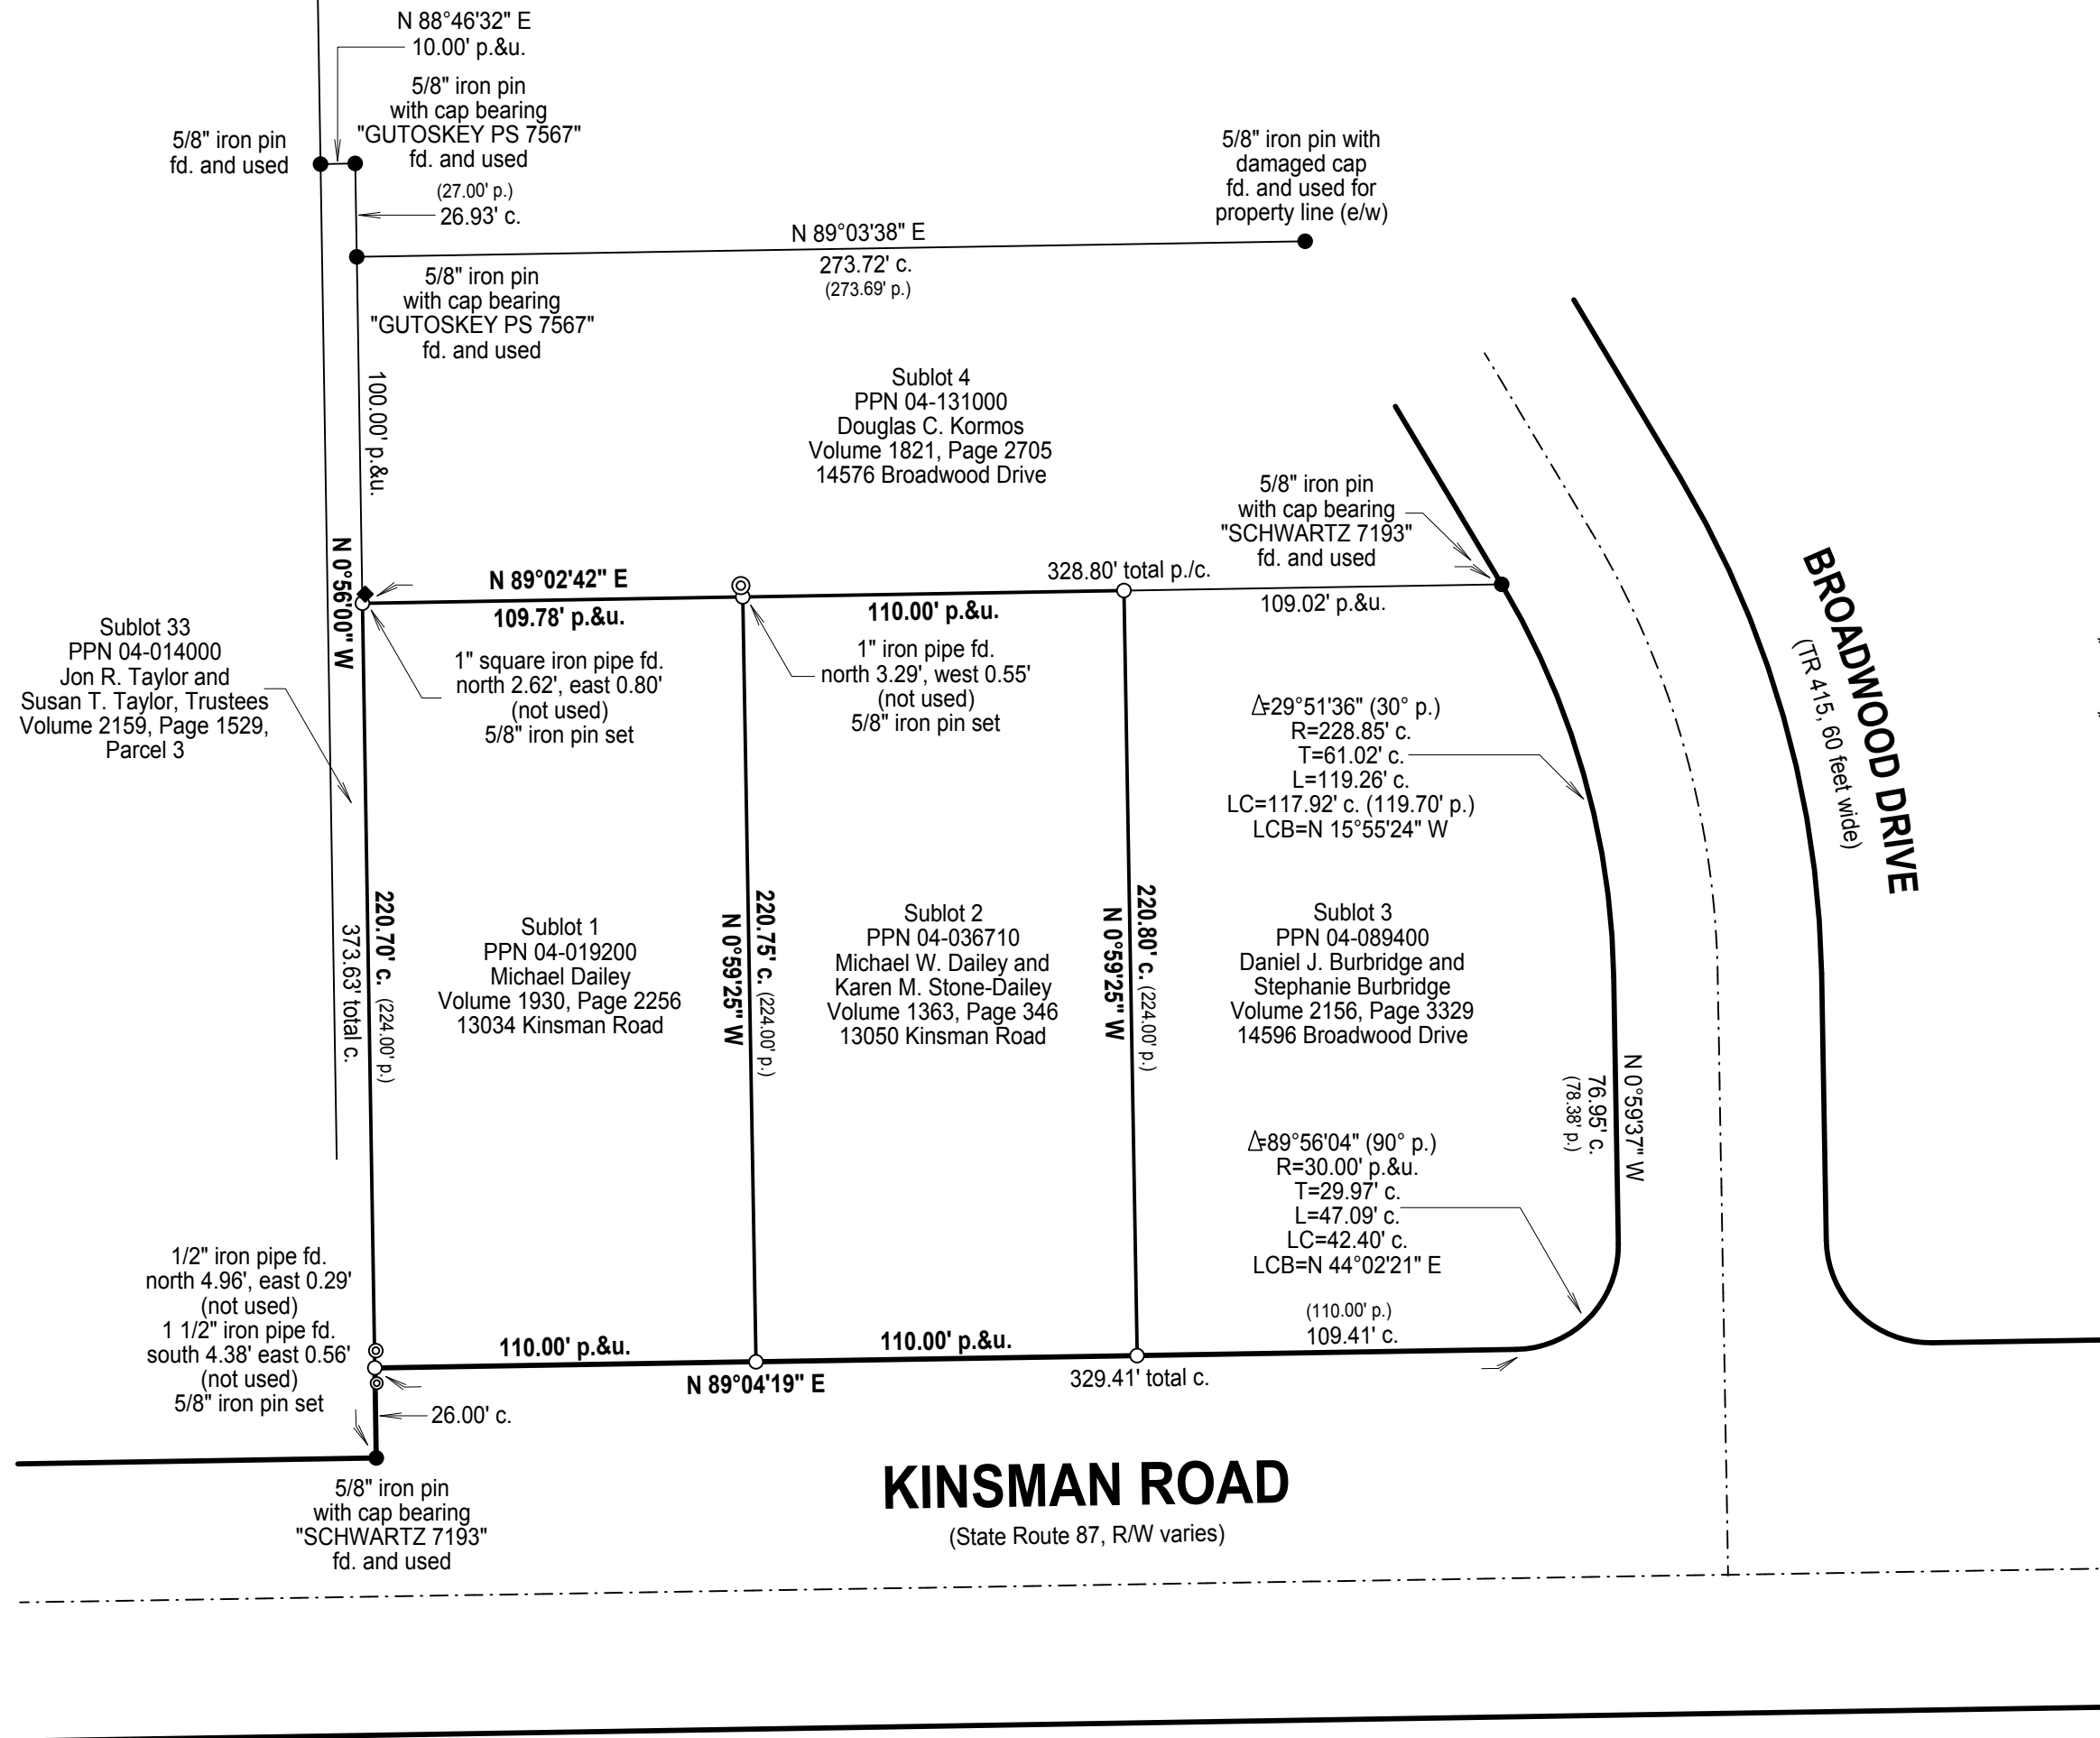 N 88°46'32" E
10.00' p.&u.
5/8" iron pin
with cap bearing
"GUTOSKEY PS 7567"
fd. and used
5/8" iron pin
fd. and used
(27.00' p.)
26.93' c.
5/8" iron pin with
damaged cap
fd. and used for
property line (e/w)
N 89°03'38" E
273.72' c.
(273.69' p.)
5/8" iron pin
with cap bearing
"GUTOSKEY PS 7567"
fd. and used
100.00' p.&u.
Sublot 4
PPN 04-131000
Douglas C. Kormos
Volume 1821, Page 2705
14576 Broadwood Drive
5/8" iron pin
with cap bearing
"SCHWARTZ 7193"
fd. and used
N 0°56'00" W
N 89°02'42" E
109.78' p.&u.
110.00' p.&u.
328.80' total p./c.
109.02' p.&u.
BROADWOOD DRIVE
(TR 415, 60 feet wide)
Sublot 33
PPN 04-014000
Jon R. Taylor and
Susan T. Taylor, Trustees
Volume 2159, Page 1529,
Parcel 3
1" square iron pipe fd.
north 2.62', east 0.80'
(not used)
5/8" iron pin set
1" iron pipe fd.
north 3.29', west 0.55'
(not used)
5/8" iron pin set
Δ=29°51'36" (30° p.)
R=228.85' c.
T=61.02' c.
L=119.26' c.
LC=117.92' c. (119.70' p.)
LCB=N 15°55'24" W
373.63' total c.
220.70' c. (224.00' p.)
Sublot 1
PPN 04-019200
Michael Dailey
Volume 1930, Page 2256
13034 Kinsman Road
N 0°59'25" W
220.75' c. (224.00' p.)
Sublot 2
PPN 04-036710
Michael W. Dailey and
Karen M. Stone-Dailey
Volume 1363, Page 346
13050 Kinsman Road
N 0°59'25" W
220.80' c. (224.00' p.)
Sublot 3
PPN 04-089400
Daniel J. Burbridge and
Stephanie Burbridge
Volume 2156, Page 3329
14596 Broadwood Drive
N 0°59'37" W
76.95' c.
(78.38' p.)
Δ=89°56'04" (90° p.)
R=30.00' p.&u.
T=29.97' c.
L=47.09' c.
LC=42.40' c.
LCB=N 44°02'21" E
1/2" iron pipe fd.
north 4.96', east 0.29'
(not used)
1 1/2" iron pipe fd.
south 4.38' east 0.56'
(not used)
5/8" iron pin set
110.00' p.&u.
110.00' p.&u.
(110.00' p.)
109.41' c.
N 89°04'19" E
329.41' total c.
26.00' c.
5/8" iron pin
with cap bearing
"SCHWARTZ 7193"
fd. and used
KINSMAN ROAD
(State Route 87, R/W varies)